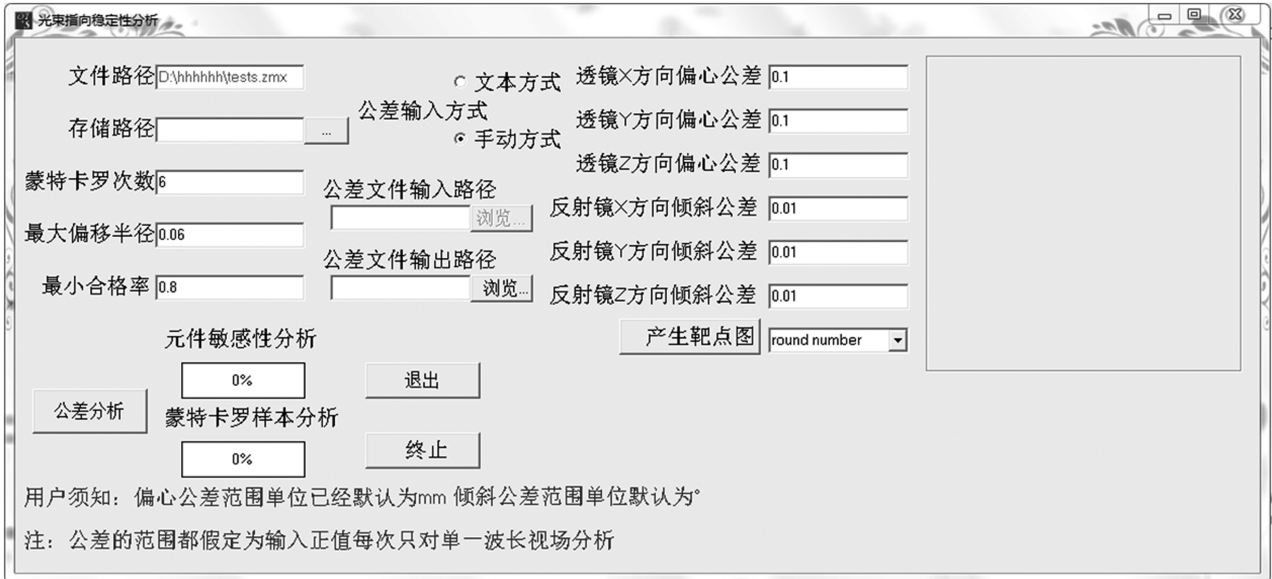 光束指向稳定性分析
文件路径 D:\hhhhhh\tests.zmx
存储路径 ...
蒙特卡罗次数 6
最大偏移半径 0.06
最小合格率 0.8
公差输入方式
文本方式
手动方式
公差文件输入路径
浏览...
公差文件输出路径
浏览...
透镜X方向偏心公差 0.1
透镜Y方向偏心公差 0.1
透镜Z方向偏心公差 0.1
反射镜X方向倾斜公差 0.01
反射镜Y方向倾斜公差 0.01
反射镜Z方向倾斜公差 0.01
产生靶点图 round number
元件敏感性分析
0%
公差分析
蒙特卡罗样本分析
0%
退出
终止
用户须知：偏心公差范围单位已经默认为mm 倾斜公差范围单位默认为°
注：公差的范围都假定为输入正值每次只对单一波长视场分析